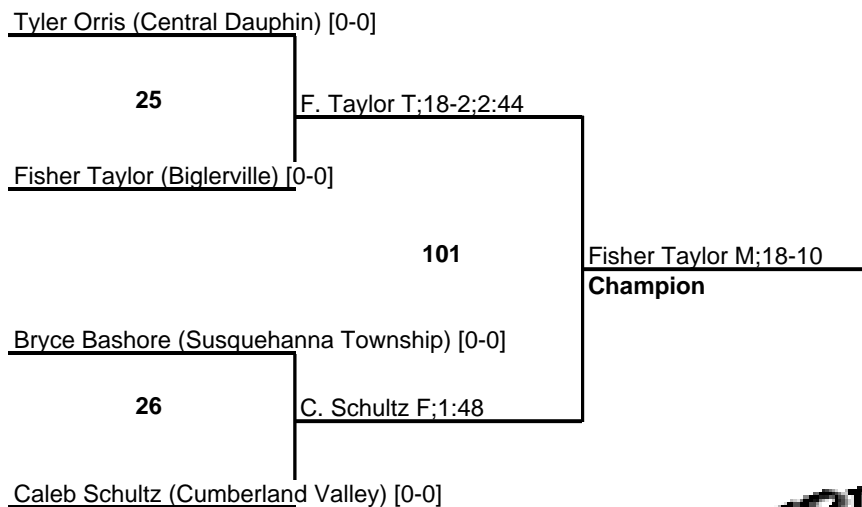 Tyler Orris (Central Dauphin) [0-0]
25
F. Taylor T;18-2;2:44
Fisher Taylor (Biglerville) [0-0]
101
Fisher Taylor M;18-10
Champion
Bryce Bashore (Susquehanna Township) [0-0]
26
C. Schultz F;1:48
Caleb Schultz (Cumberland Valley) [0-0]